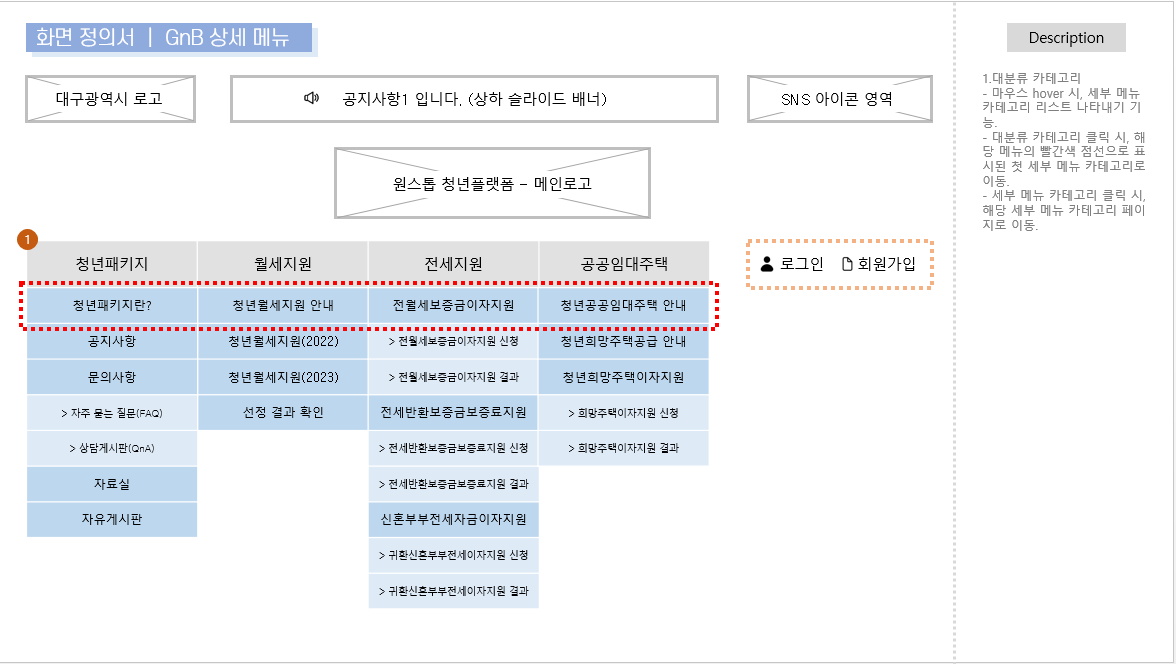 화면 정의서 | GnB 상세 메뉴
대구광역시 로고
공지사항1 입니다. (상하 슬라이드 배너)
SNS 아이콘 영역
원스톱 청년플랫폼 - 메인로고
1
청년패키지 월세지원 전세지원 공공임대주택
로그인 회원가입
청년패키지란? 청년월세지원 안내 전월세보증금이자지원 청년공공임대주택 안내
공지사항 청년월세지원(2022) > 전월세보증금이자지원 신청 청년희망주택공급 안내
문의사항 청년월세지원(2023) > 전월세보증금이자지원 결과 청년희망주택이자지원
> 자주 묻는 질문(FAQ) 선정 결과 확인 전세반환보증금보증료지원 > 희망주택이자지원 신청
> 상담게시판(QnA) > 전세반환보증금보증료지원 신청 > 희망주택이자지원 결과
자료실 > 전세반환보증금보증료지원 결과
자유게시판 신혼부부전세자금이자지원
> 귀환신혼부부전세이자지원 신청
> 귀환신혼부부전세이자지원 결과
Description
1.대분류 카테고리
- 마우스 hover 시, 세부 메뉴
카테고리 리스트 나타내기 기
능.
- 대분류 카테고리 클릭 시, 해
당 메뉴의 빨간색 점선으로 표
시된 첫 세부 메뉴 카테고리로
이동.
- 세부 메뉴 카테고리 클릭 시,
해당 세부 메뉴 카테고리 페이
지로 이동.